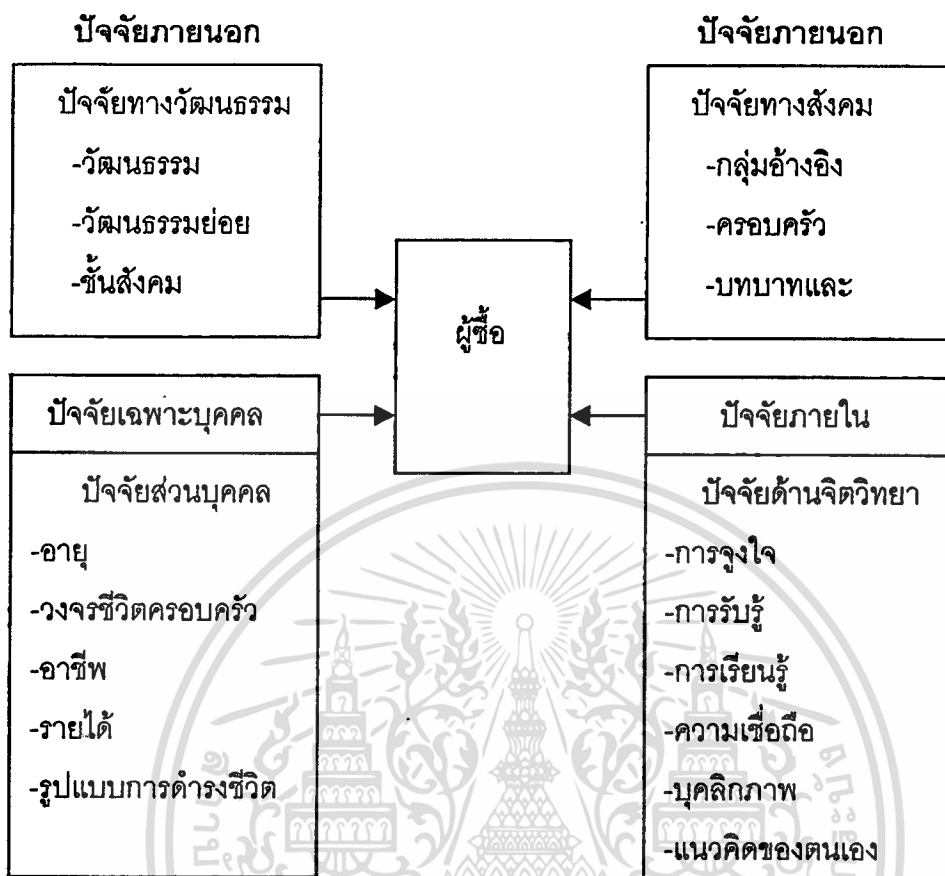 ปัจจัยภายนอก
ปัจจัยทางวัฒนธรรม
-วัฒนธรรม
-วัฒนธรรมย่อย
-ชั้นสังคม
ปัจจัยภายนอก
ปัจจัยทางสังคม
-กลุ่มอ้างอิง
-ครอบครัว
-บทบาทและ
ผู้ซื้อ
ปัจจัยเฉพาะบุคคล
ปัจจัยส่วนบุคคล
-อายุ
-วงจรชีวิตครอบครัว
-อาชีพ
-รายได้
-รูปแบบการดำรงชีวิต
ปัจจัยภายใน
ปัจจัยด้านจิตวิทยา
-การจูงใจ
-การรับรู้
-การเรียนรู้
-ความเชื่อถือ
-บุคลิกภาพ
-แนวคิดของตนเอง